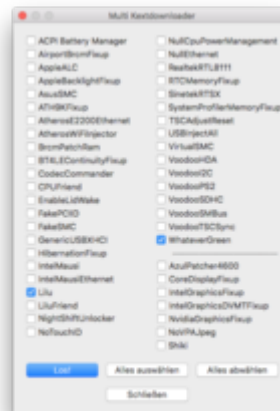 Multi Kextdownloader
ACPI Battery Manager
AirportBrcmFixup
AppleALC
AppleBacklightFixup
AsusSMC
ATH9KFixup
AtherosE2200Ethernet
AtherosWiFiInjector
BrcmPatchRam
BT4LEContinuityFixup
CodecCommander
CPUFriend
EnableLidWake
FakePCIID
FakeSMC
GenericUSBXHCI
HibernationFixup
IntelMausi
IntelMausiEthernet
Lilu
LiluFriend
NightShiftUnlocker
NoTouchID
NullCpuPowerManagement
NullEthernet
RealtekRTL8111
RTCMemoryFixup
SinetekRTSX
SystemProfilerMemoryFixup
TSCAdjustReset
USBInjectAll
VirtualSMC
VoodooHDA
VoodooI2C
VoodooPS2
VoodooSDHC
VoodooSMBus
VoodooTSCSync
WhateverGreen
AzulPatcher4600
CoreDisplayFixup
IntelGraphicsFixup
IntelGraphicsDVMTFixup
NvidiaGraphicsFixup
NoVPAJpeg
Shiki
Los!
Alles auswählen
Alles abwählen
Schließen